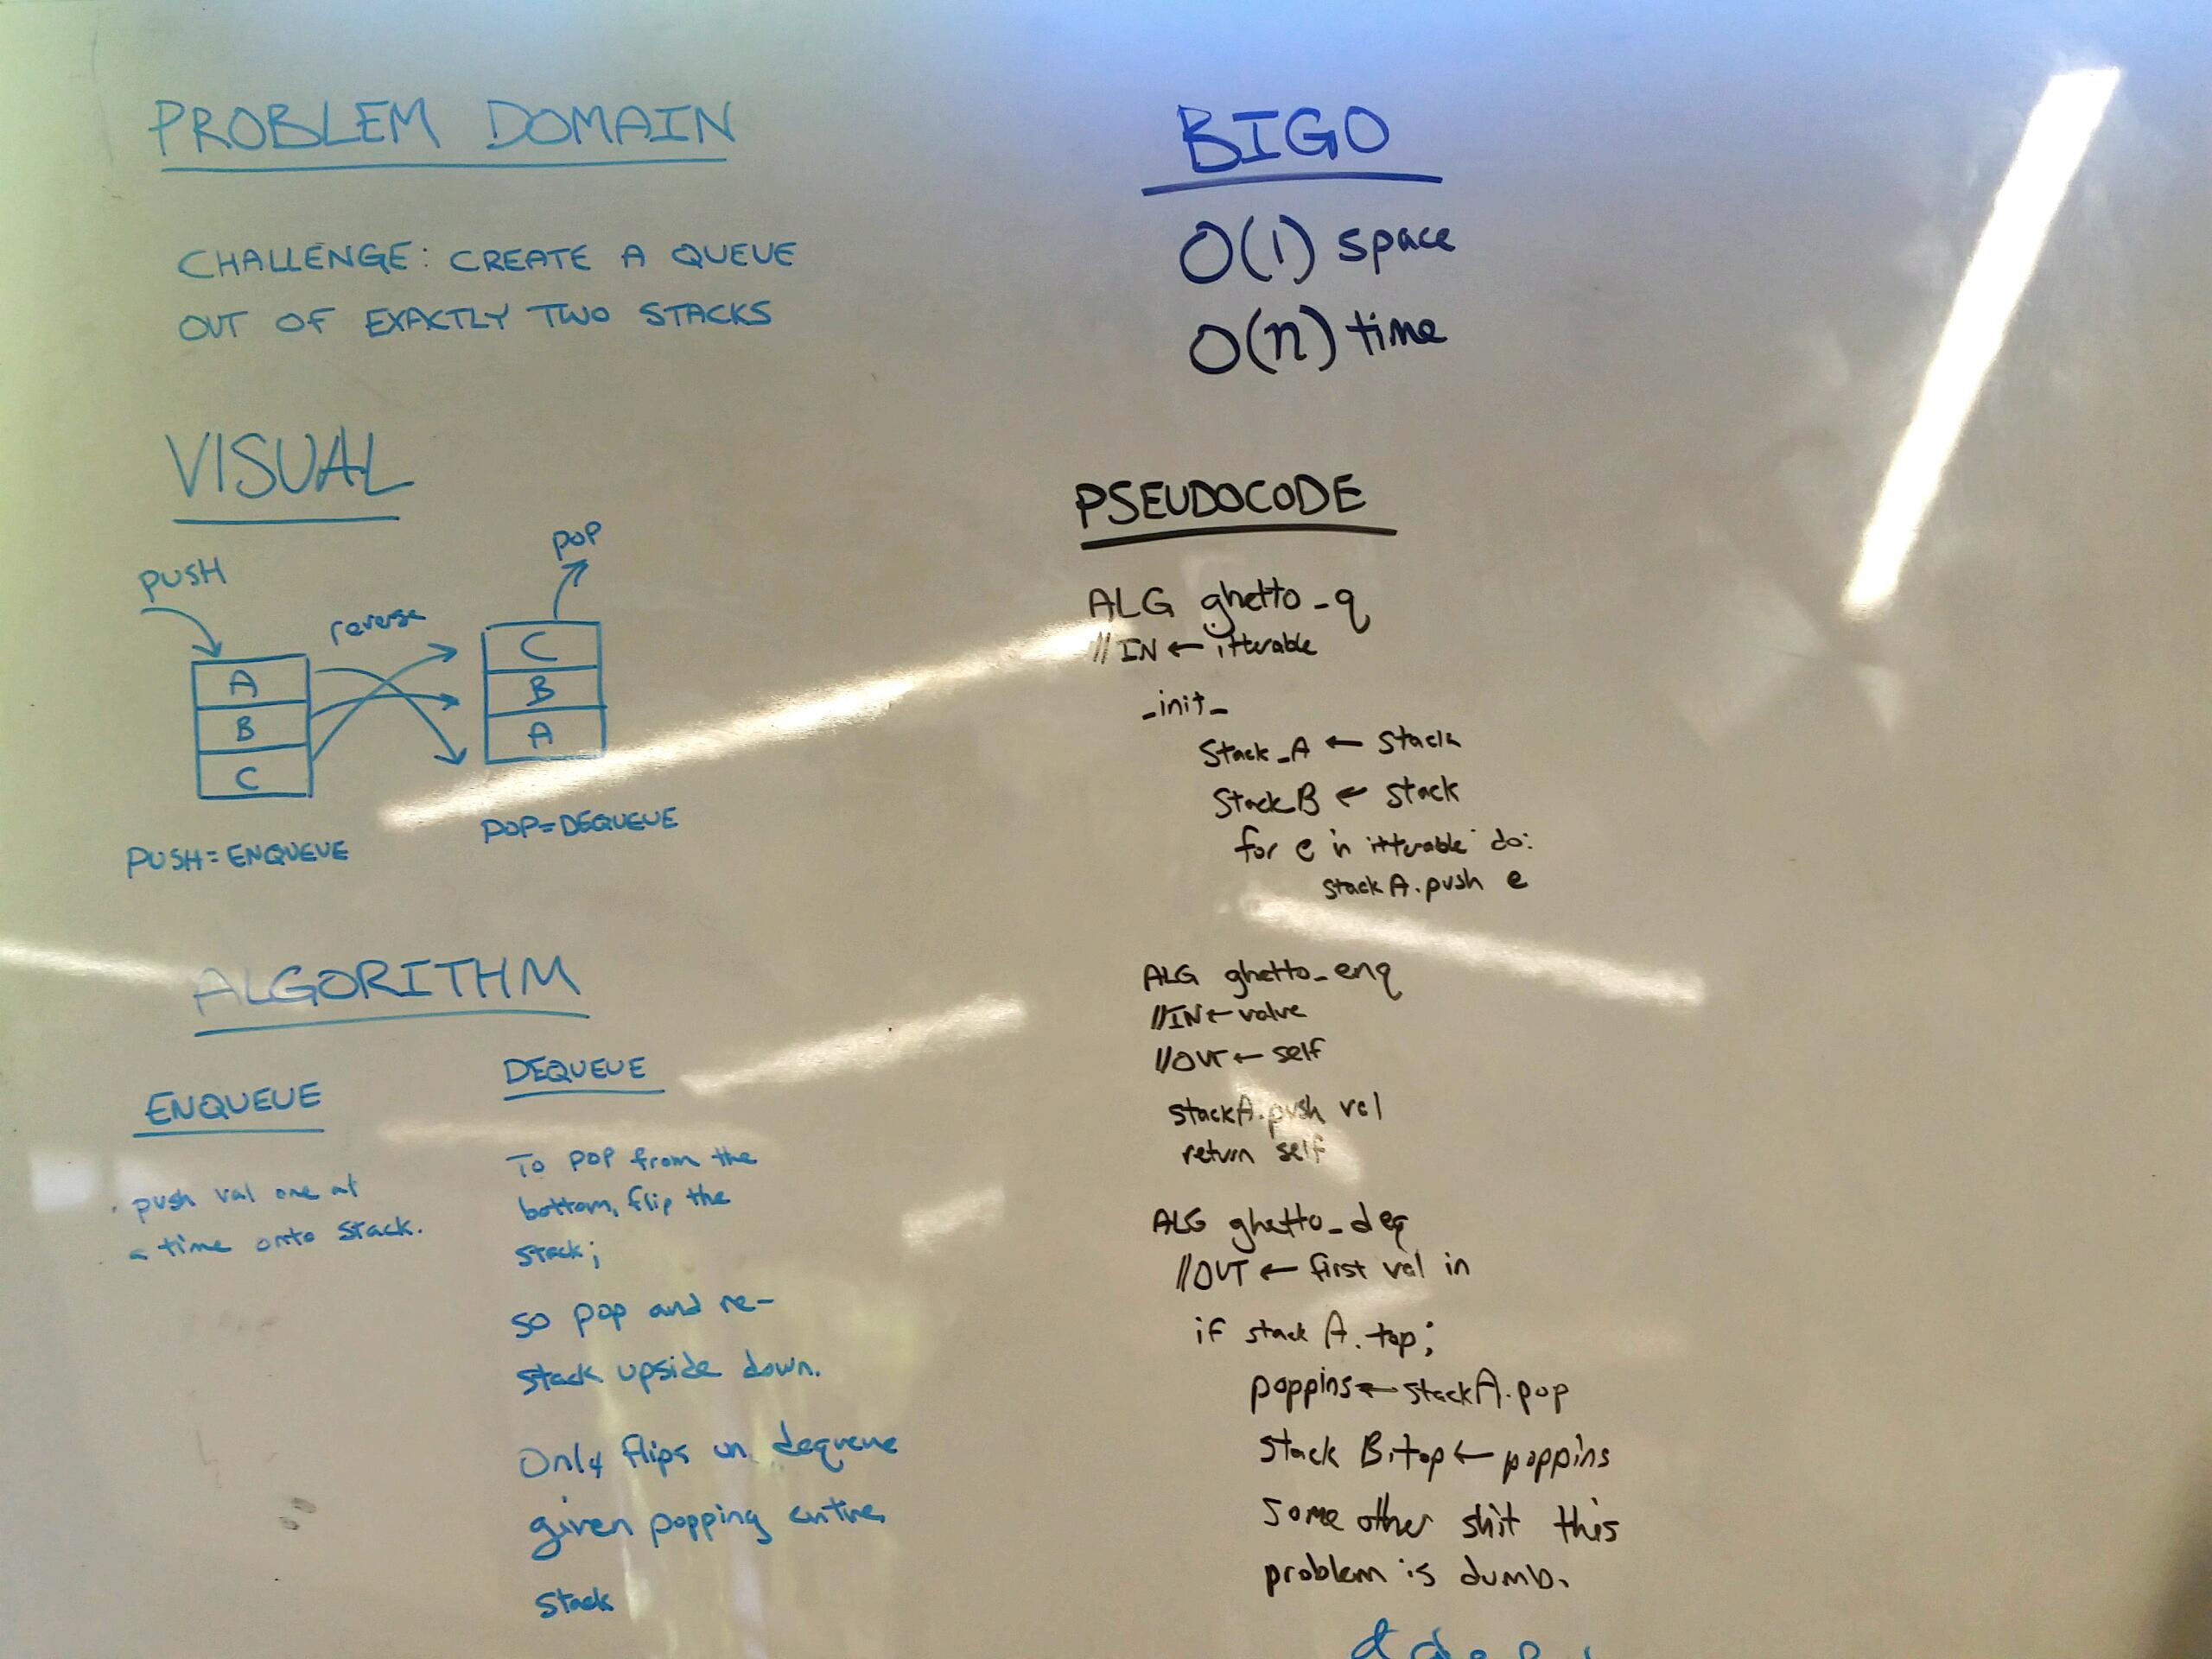 PROBLEM DOMAIN
CHALLENGE: CREATE A QUEUE
OUT OF EXACTLY TWO STACKS
VISUAL
PUSH
reverse
POP
A
B
C
C
B
A
PUSH = ENQUEUE
POP = DEQUEUE
ALGORITHM
ENQUEUE
push val one at
a time onto stack.
DEQUEUE
To pop from the
bottom, flip the
stack;
so pop and re-
stack upside down.
Only flips on dequeue
given popping entire
stack
BIGO
O(1) space
O(n) time
PSEUDOCODE
ALG ghetto_q
//IN ← itterable
_init_
Stack_A ← stack
Stack_B ← stack
for e in itterable do:
stackA.push e
ALG ghetto_enq
//IN ← value
//OUT ← self
stackA.push val
return self
ALG ghetto_deq
//OUT ← first val in
if stack A.top;
poppins ← stackA.pop
stack B.top ← poppins
some other shit this
problem is dumb.